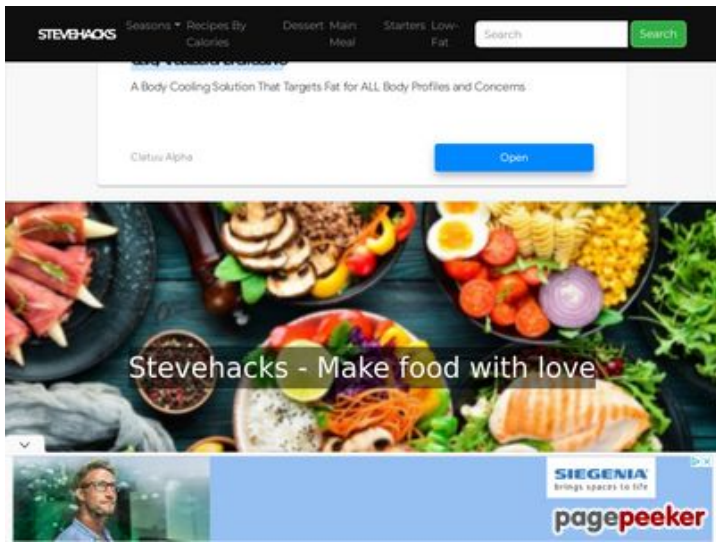 STEVEHACKS
Seasons
Recipes By
Calories
Dessert
Main
Meal
Starters
Low-
Fat
Search
Search
A Body Cooling Solution That Targets Fat for ALL Body Profiles and Concerns
Clatuu Alpha
Open
Stevehacks - Make food with love
SIEGENIA
brings spaces to life
pagepeeker